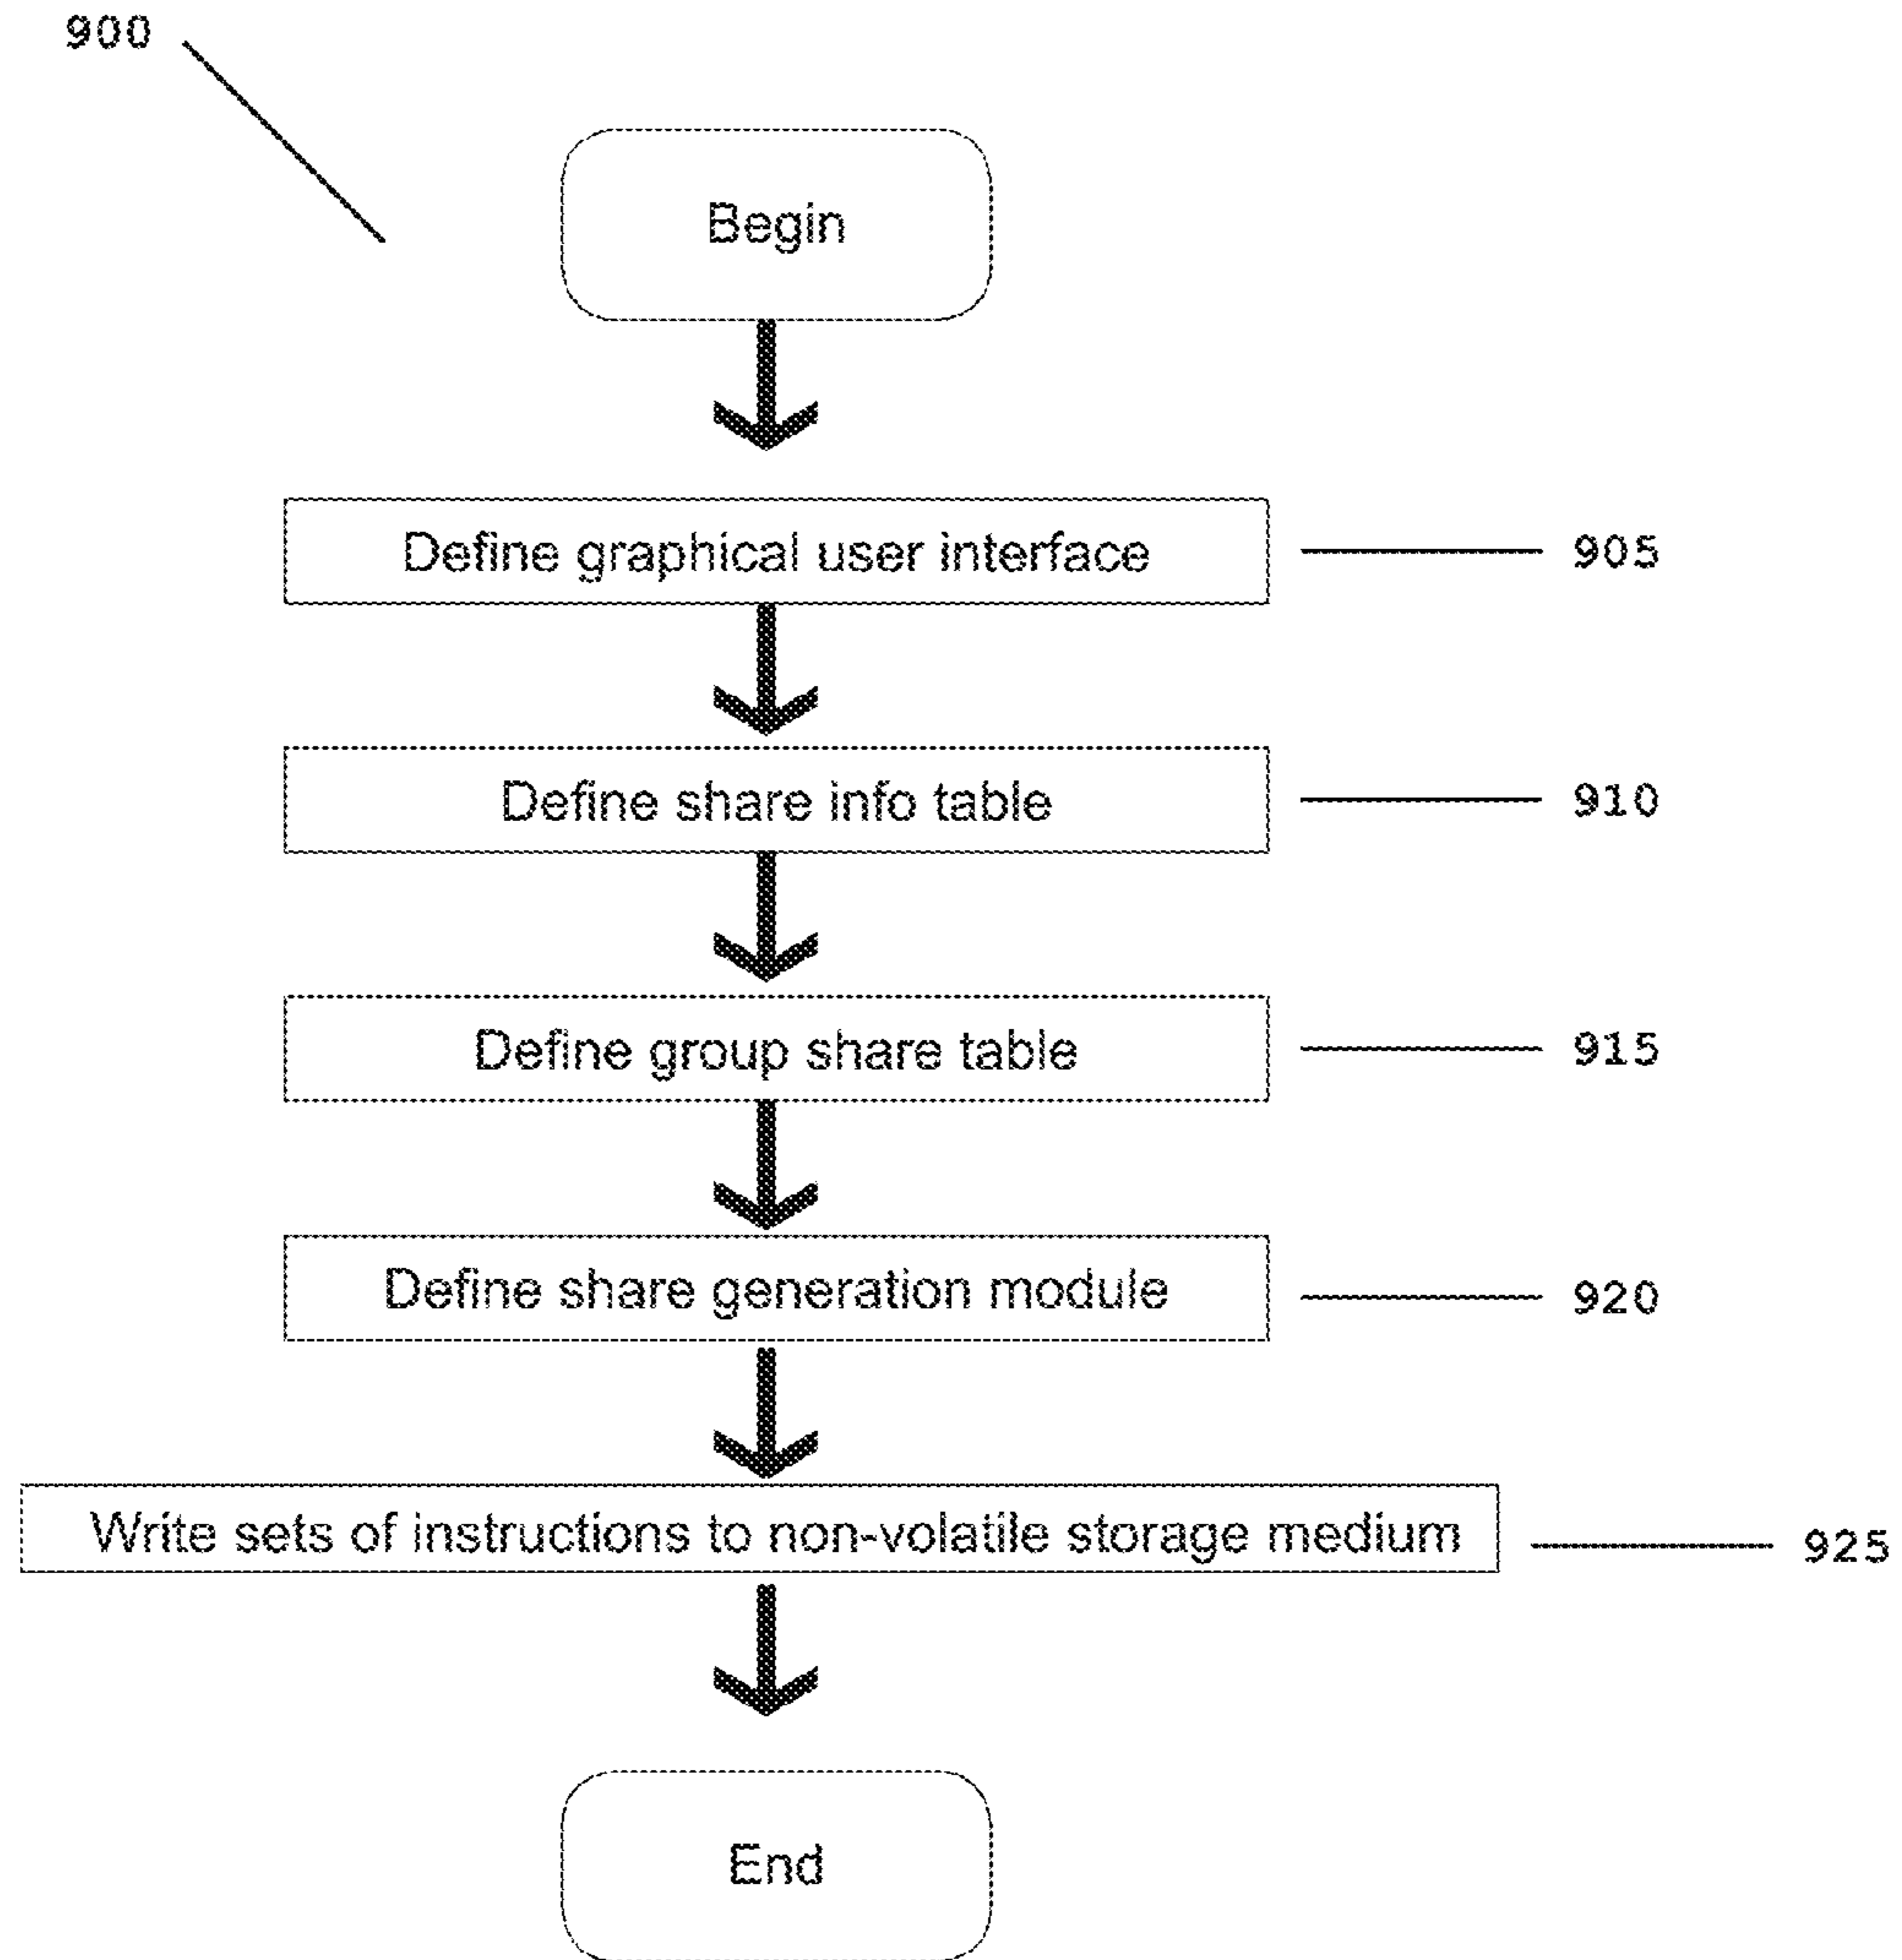 900
Begin
Define graphical user interface
905
Define share info table
910
Define group share table
915
Define share generation module
920
Write sets of instructions to non-volatile storage medium
925
End